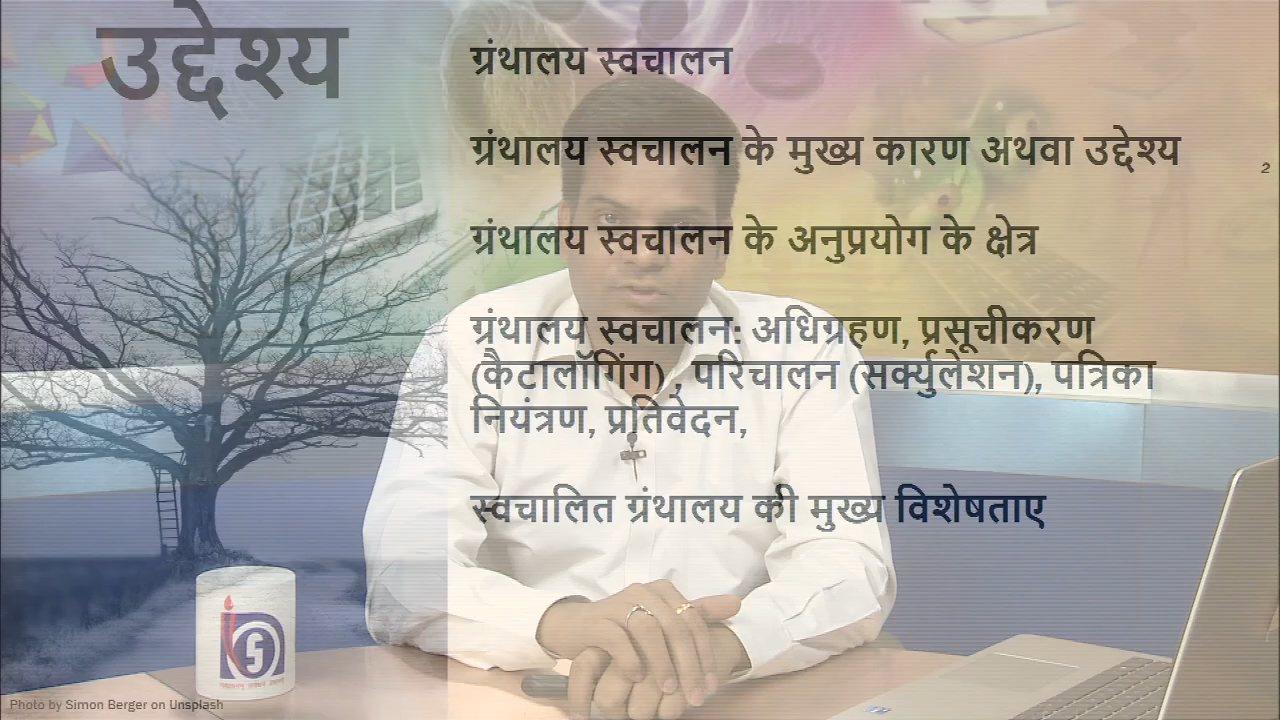 उद्देश्य
ग्रंथालय स्वचालन
ग्रंथालय स्वचालन के मुख्य कारण अथवा उद्देश्य
2
ग्रंथालय स्वचालन के अनुप्रयोग के क्षेत्र
ग्रंथालय स्वचालन: अधिग्रहण, प्रसूचीकरण
(कैटालॉगिंग) , परिचालन (सर्क्युलेशन), पत्रिका
नियंत्रण, प्रतिवेदन,
स्वचालित ग्रंथालय की मुख्य विशेषताए
Photo by Simon Berger on Unsplash